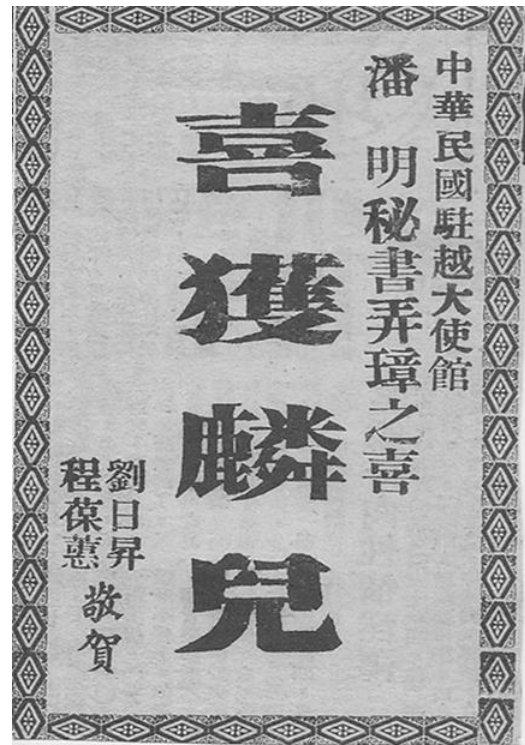 中華民國駐越大使館
潘 明秘書弄璋之喜
喜獲麟兒
劉日昇
程葆蕙
敬賀